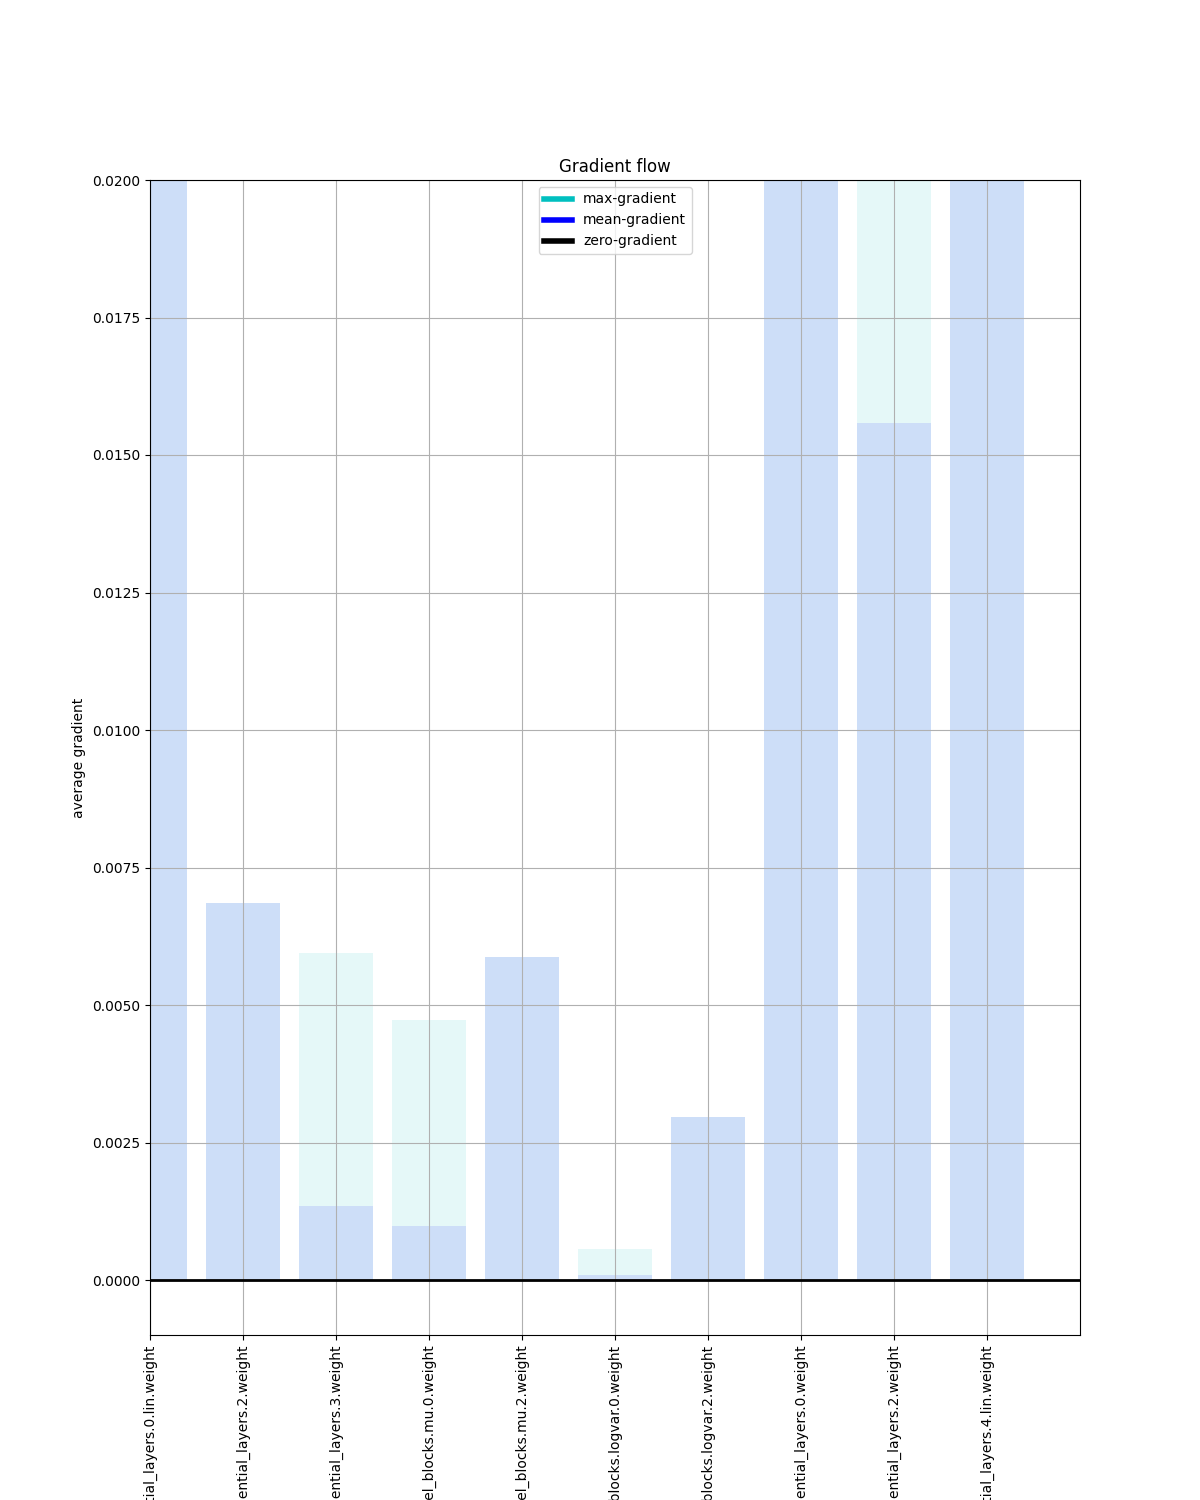 Gradient flow
max-gradient
mean-gradient
zero-gradient
0.0200
0.0175
0.0150
0.0125
0.0100
0.0075
0.0050
0.0025
0.0000
average gradient
tial_layers.0.lin.weight
ential_layers.2.weight
ential_layers.3.weight
el_blocks.mu.0.weight
el_blocks.mu.2.weight
blocks.logvar.0.weight
blocks.logvar.2.weight
ential_layers.0.weight
ential_layers.2.weight
tial_layers.4.lin.weight